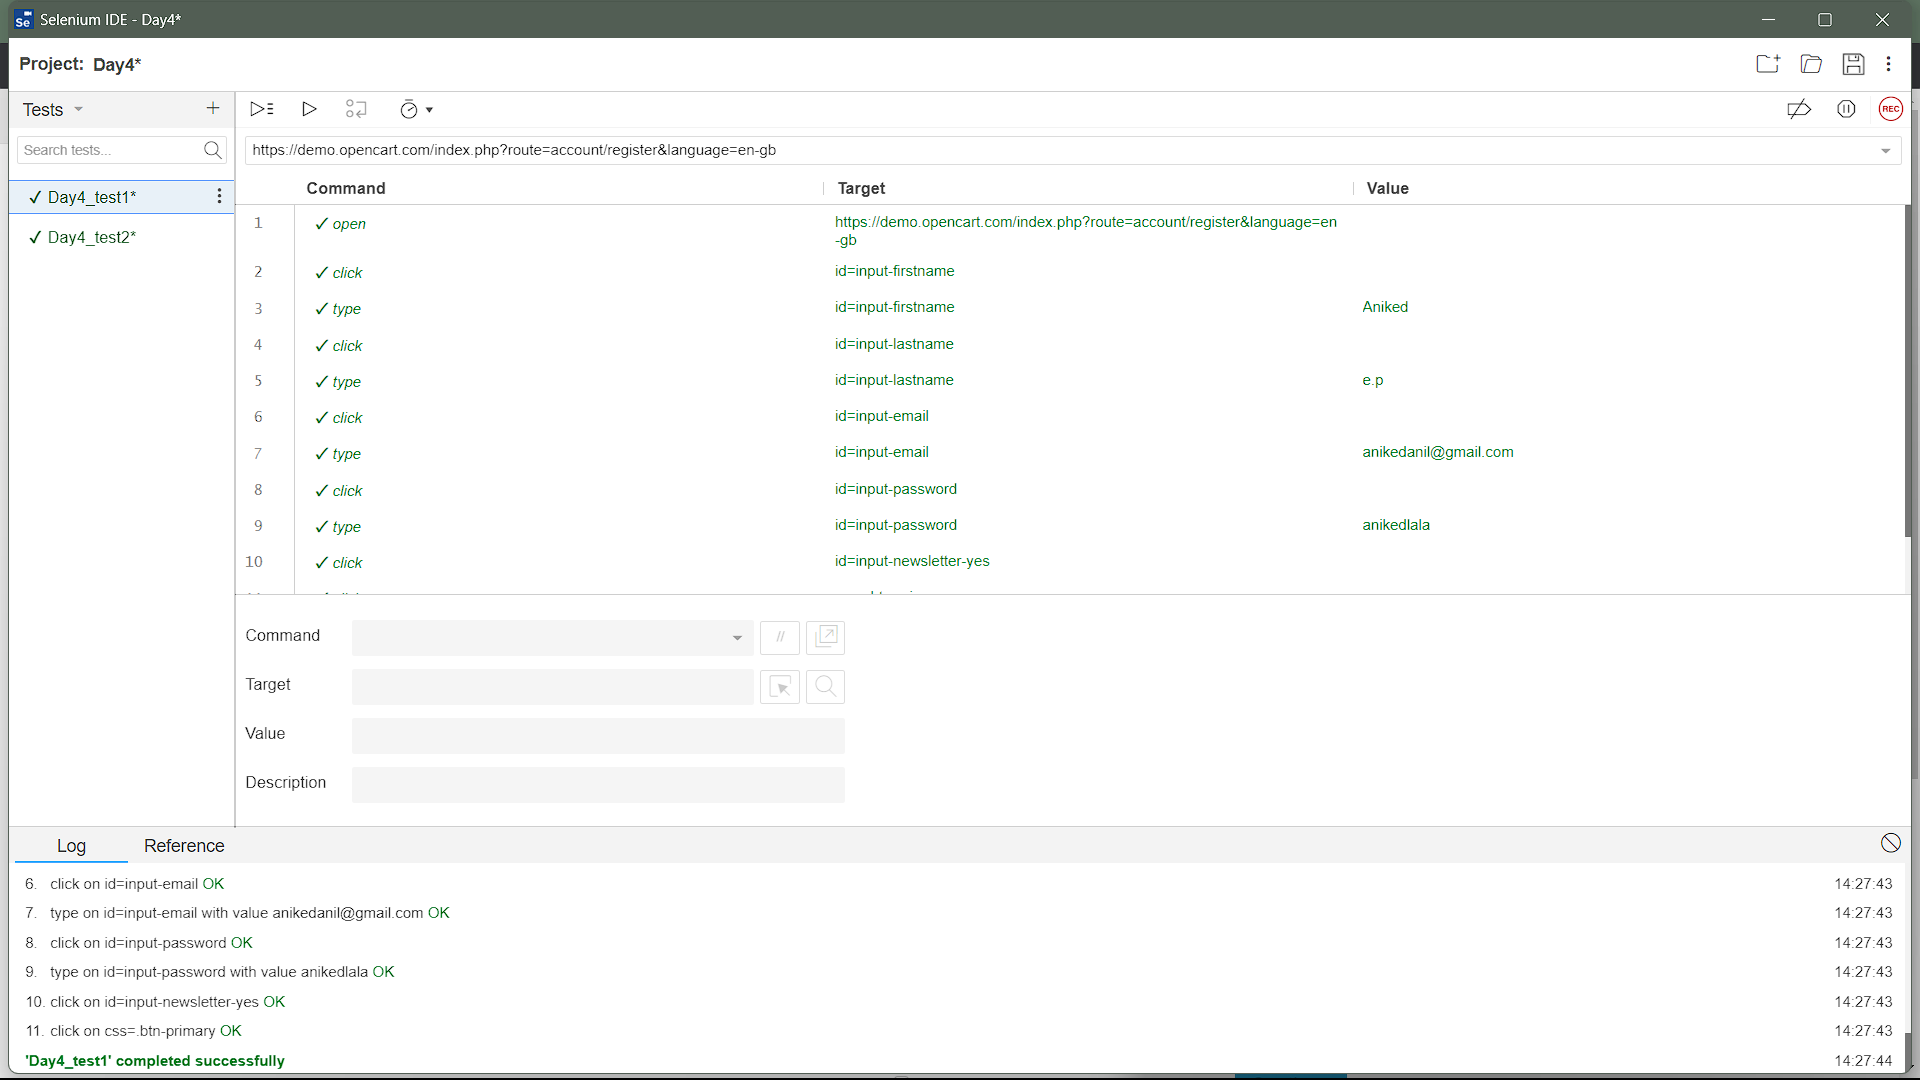 Selenium IDE - Day4*
Project: Day4*
Tests
Search tests...
https://demo.opencart.com/index.php?route=account/register&language=en-gb
REC
✓ Day4_test1*
✓ Day4_test2*
Command Target Value
1 ✓ open https://demo.opencart.com/index.php?route=account/register&language=en
-gb
2 ✓ click id=input-firstname
3 ✓ type id=input-firstname Aniked
4 ✓ click id=input-lastname
5 ✓ type id=input-lastname e.p
6 ✓ click id=input-email
7 ✓ type id=input-email anikedanil@gmail.com
8 ✓ click id=input-password
9 ✓ type id=input-password anikedlala
10 ✓ click id=input-newsletter-yes
Command //
Target
Value
Description
Log Reference
6. click on id=input-email OK 14:27:43
7. type on id=input-email with value anikedanil@gmail.com OK 14:27:43
8. click on id=input-password OK 14:27:43
9. type on id=input-password with value anikedlala OK 14:27:43
10. click on id=input-newsletter-yes OK 14:27:43
11. click on css=.btn-primary OK 14:27:43
'Day4_test1' completed successfully 14:27:44